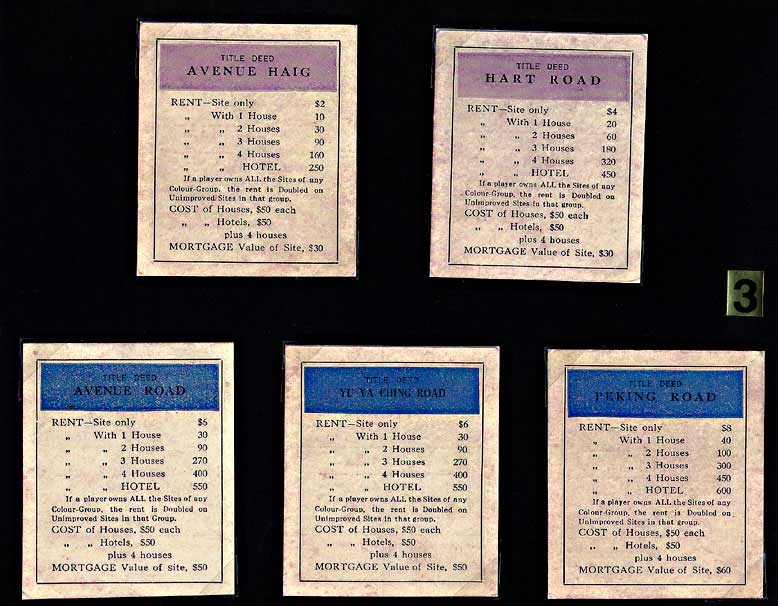 TITLE DEED
AVENUE HAIG
RENT—Site only $2
„ With 1 House 10
„ „ 2 Houses 30
„ „ 3 Houses 90
„ „ 4 Houses 160
„ „ HOTEL 250
If a player owns ALL the Sites of any
Colour-Group, the rent is Doubled on
Unimproved Sites in that group.
COST of Houses, $50 each
„ „ Hotels, $50
plus 4 houses
MORTGAGE Value of Site, $30
TITLE DEED
HART ROAD
RENT—Site only $4
„ With 1 House 20
„ „ 2 Houses 60
„ „ 3 Houses 180
„ „ 4 Houses 320
„ „ HOTEL 450
If a player owns ALL the Sites of any
Colour-Group, the rent is Doubled on
Unimproved Sites in that group.
COST of Houses, $50 each
„ „ Hotels, $50
plus 4 houses
MORTGAGE Value of Site, $30
3
TITLE DEED
AVENUE ROAD
RENT—Site only $6
„ With 1 House 30
„ „ 2 Houses 90
„ „ 3 Houses 270
„ „ 4 Houses 400
„ „ HOTEL 550
If a player owns ALL the Sites of any
Colour-Group, the rent is Doubled on
Unimproved Sites in that Group.
COST of Houses, $50 each
„ „ Hotels, $50
plus 4 houses
MORTGAGE Value of site, $50
TITLE DEED
YU YA CHING ROAD
RENT—Site only $6
„ With 1 House 30
„ „ 2 Houses 90
„ „ 3 Houses 270
„ „ 4 Houses 400
„ „ HOTEL 550
If a player owns ALL the Sites of any
Colour-Group, the rent is Doubled on
Unimproved Sites in that group.
COST of Houses, $50 each
„ „ Hotels, $50
plus 4 houses
MORTGAGE Value of Site, $50
TITLE DEED
PEKING ROAD
RENT—Site only $8
„ With 1 House 40
„ „ 2 Houses 100
„ „ 3 Houses 300
„ „ 4 Houses 450
„ „ HOTEL 600
If a player owns ALL the Sites of any
Colour-Group, the rent is Doubled on
Unimproved Sites in that Group.
COST of Houses, $50 each
„ „ Hotels, $50
plus 4 houses
MORTGAGE Value of Site, $60